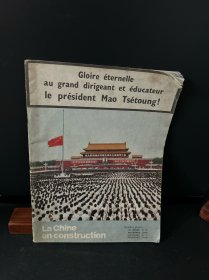 Gloire éternelle
au grand dirigeant et éducateur
le président Mao Tsétoung!
La Chine
en construction